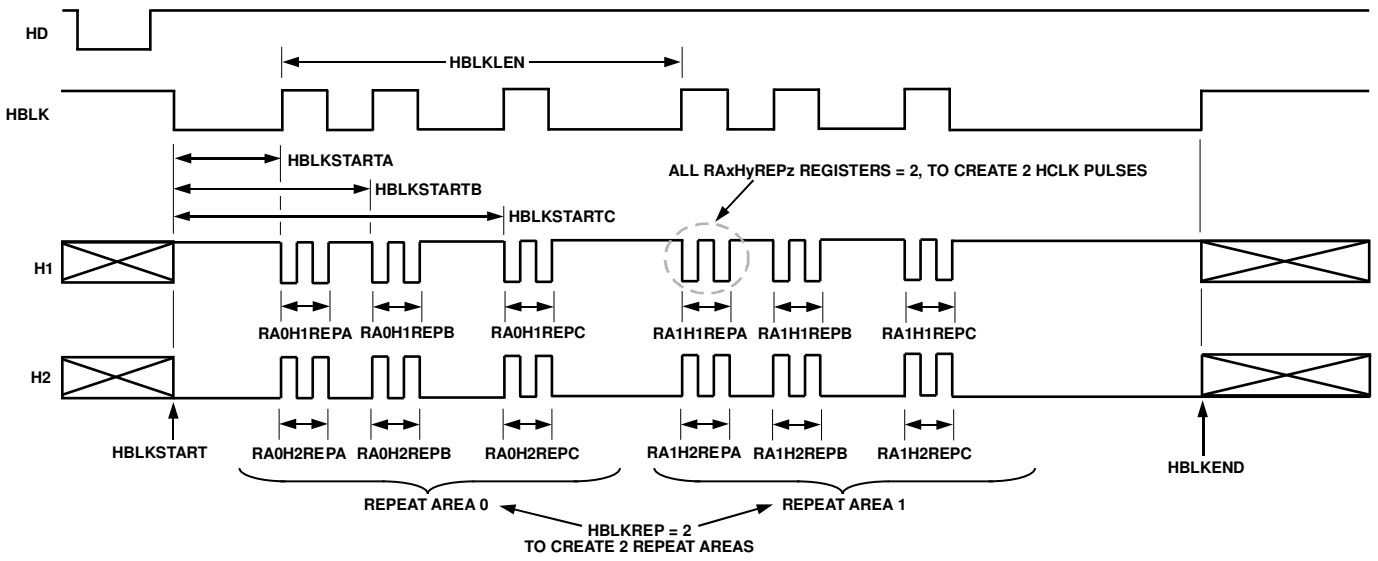 HD
HBLKLEN
HBLK
HBLKSTARTA
ALL RAxHyREPz REGISTERS = 2, TO CREATE 2 HCLK PULSES
HBLKSTARTB
HBLKSTARTC
H1
RA0H1REPA RA0H1REPB RA0H1REPC RA1H1REPA RA1H1REPB RA1H1REPC
H2
HBLKSTART RA0H2REPA RA0H2REPB RA0H2REPC RA1H2REPA RA1H2REPB RA1H2REPC
HBLKEND
REPEAT AREA 0 REPEAT AREA 1
HBLKREP = 2
TO CREATE 2 REPEAT AREAS